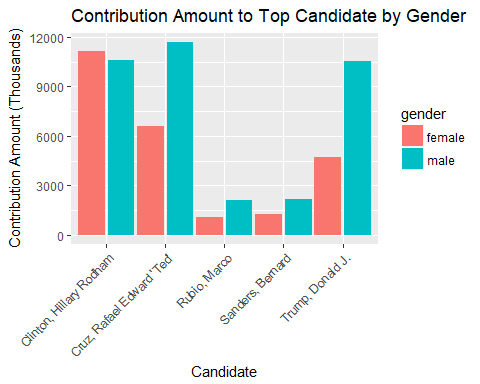 Contribution Amount to Top Candidate by Gender
Contribution Amount (Thousands)
12000
9000
6000
3000
0
Clinton, Hillary Rodham
Cruz, Rafael Edward 'Ted'
Rubio, Marco
Sanders, Bernard
Trump, Donald J.
Candidate
gender
female
male